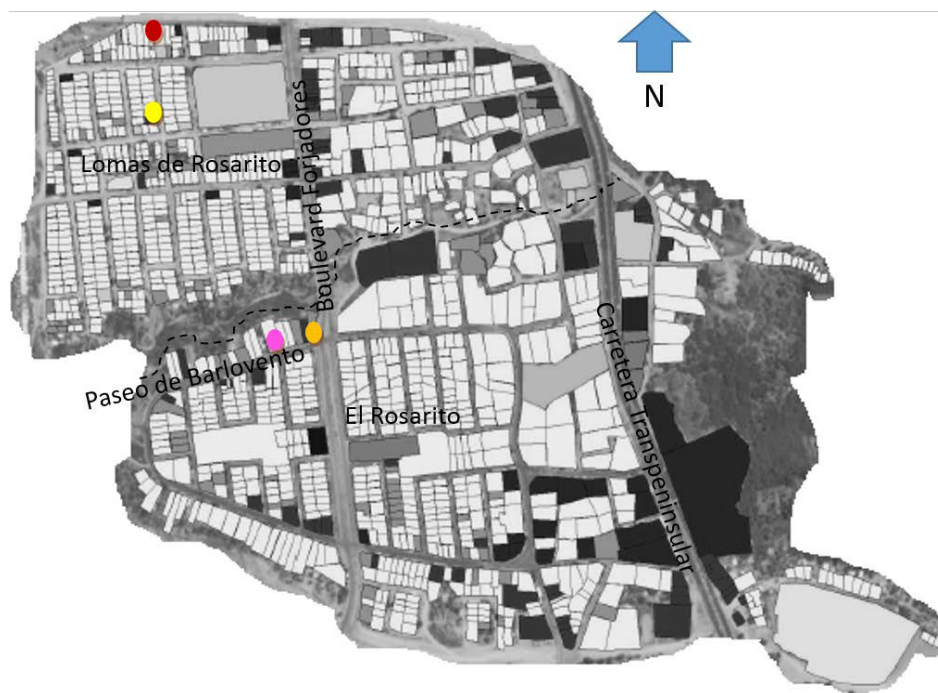 N
Lomas de Rosarito
Boulevard Forjadores
Paseo de Barlovento
El Rosarito
Carretera Transpeninsular